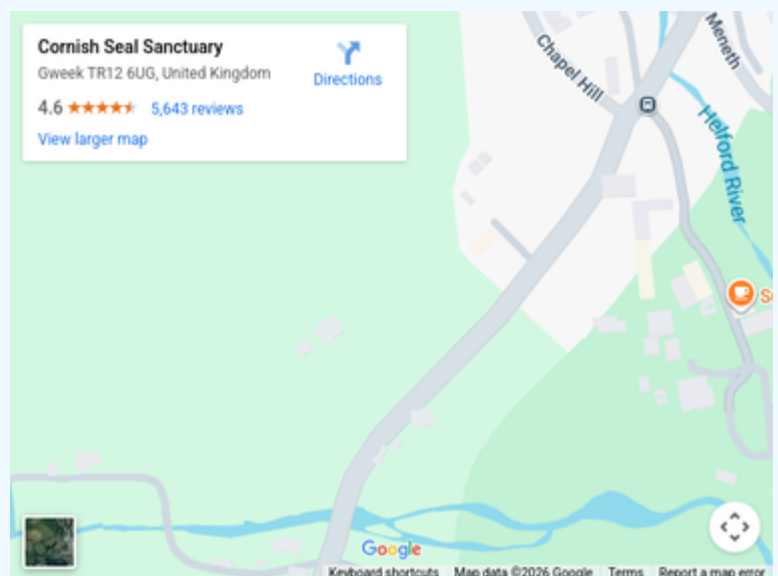 Cornish Seal Sanctuary
Gweek TR12 6UG, United Kingdom
Directions
4.6
5,643 reviews
View larger map
Chapel Hill
Meneth
Helford River
Google
Keyboard shortcuts
Map data ©2026 Google
Terms
Report a map error